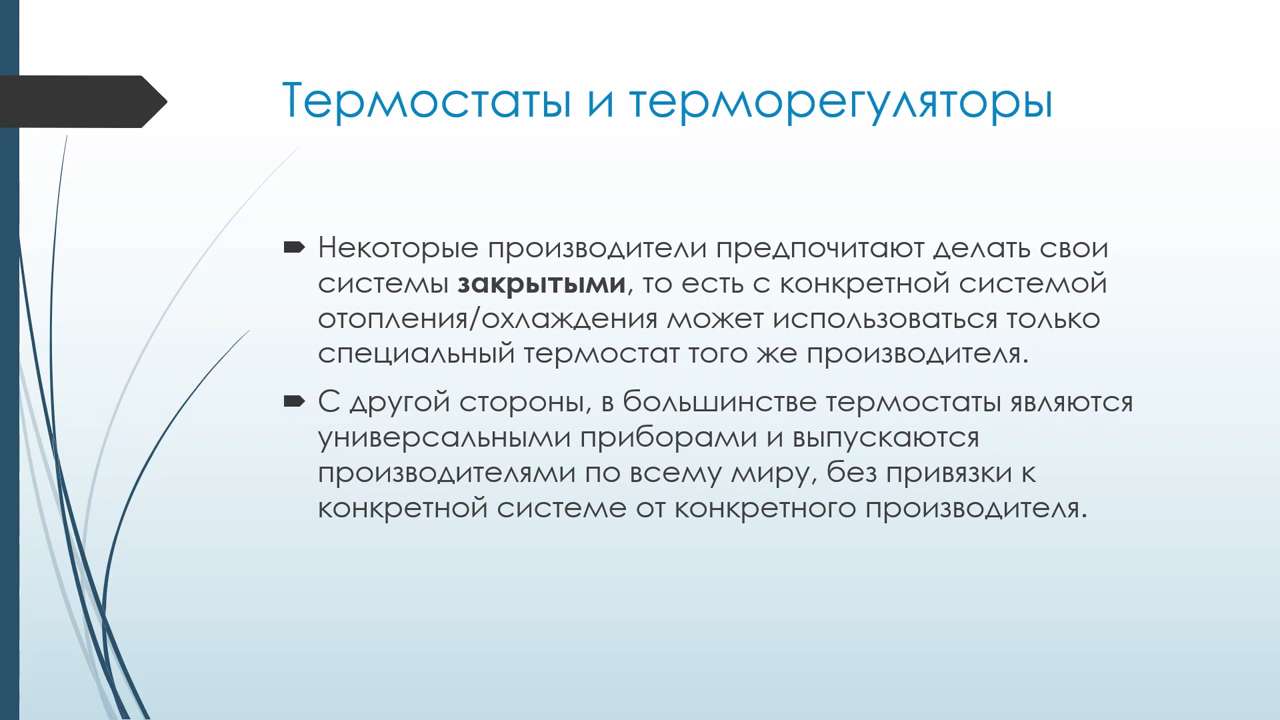 Термостаты и терморегуляторы
Некоторые производители предпочитают делать свои
системы закрытыми, то есть с конкретной системой
отопления/охлаждения может использоваться только
специальный термостат того же производителя.
С другой стороны, в большинстве термостаты являются
универсальными приборами и выпускаются
производителями по всему миру, без привязки к
конкретной системе от конкретного производителя.